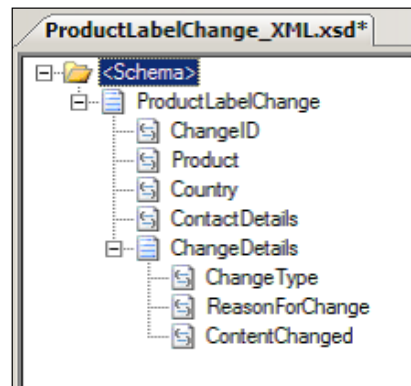 ProductLabelChange_XML.xsd*
<Schema>
ProductLabelChange
ChangeID
Product
Country
ContactDetails
ChangeDetails
ChangeType
ReasonForChange
ContentChanged